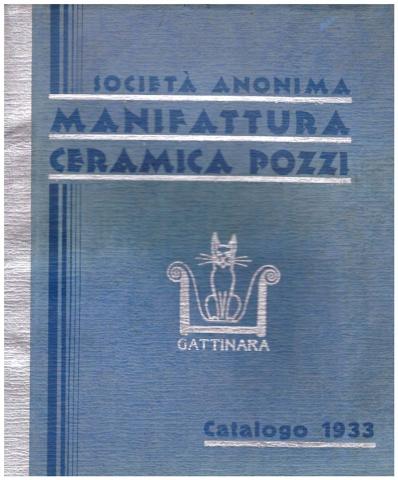 SOCIETÀ ANONIMA
MANIFATTURA
CERAMICA POZZI
GATTINARA
Catalogo 1933